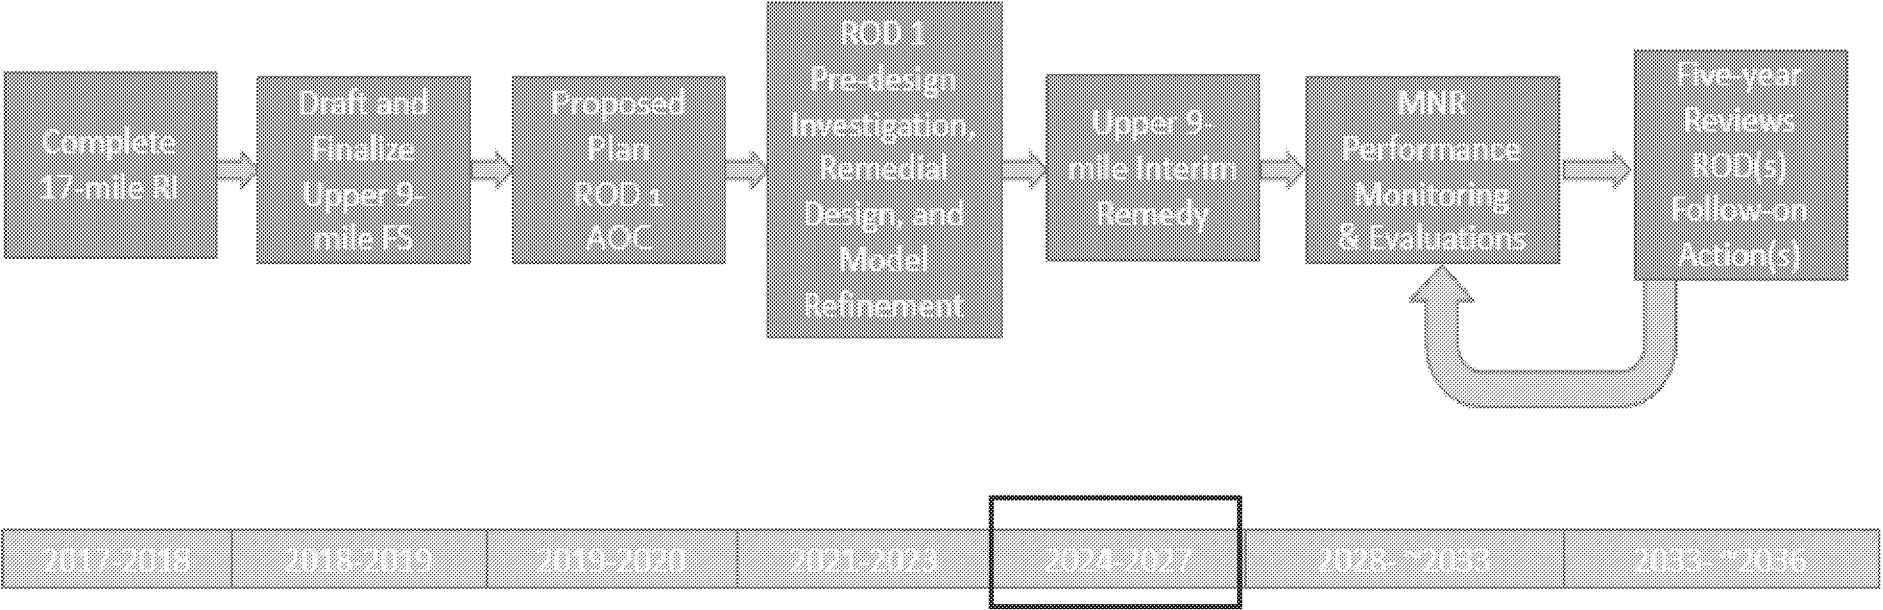 Complete
17-mile RI
Draft and
Finalize
Upper 9-
mile FS
Proposed
Plan
ROD 1
AOC
ROD 1
Pre-design
Investigation,
Remedial
Design, and
Model
Refinement
Upper 9-
mile Interim
Remedy
MNR
Performance
Monitoring
& Evaluations
Five-year
Reviews
ROD(s)
Follow-on
Action(s)
2017-2018
2018-2019
2019-2020
2021-2023
2024-2027
2028- ~2033
2033- ~2036